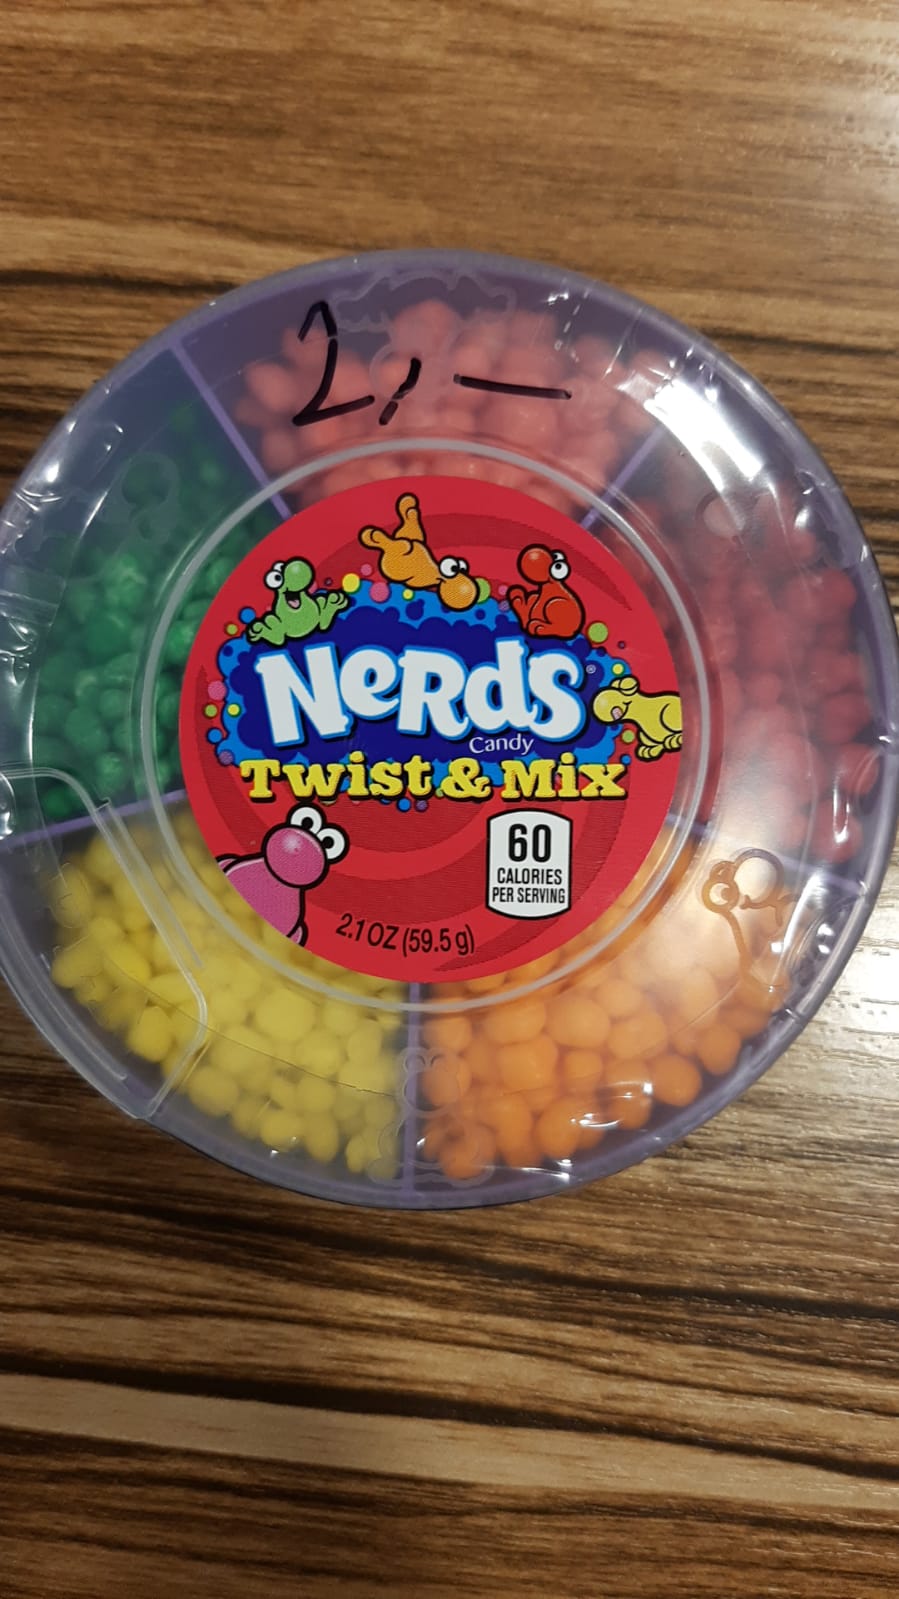 2,—
Nerds®
Candy
Twist & Mix
60
CALORIES
PER SERVING
2.1 OZ (59.5 g)